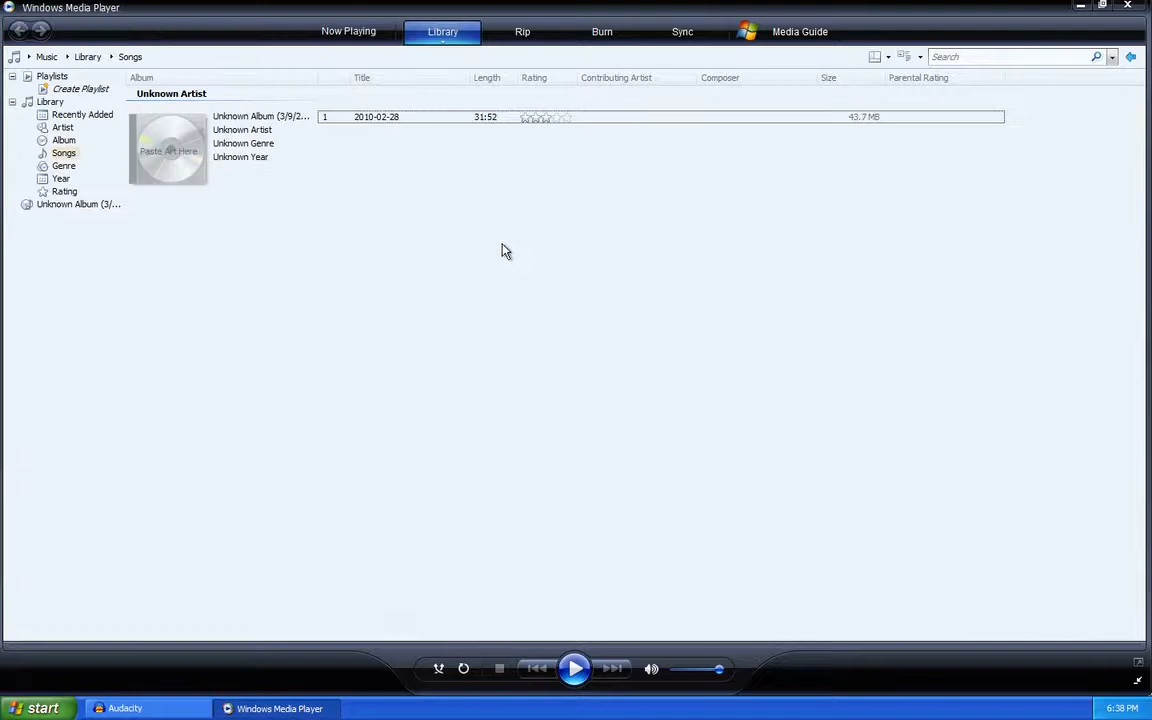 Windows Media Player
Now Playing Library Rip Burn Sync Media Guide
Music Library Songs Search
Playlists Album Title Length Rating Contributing Artist Composer Size Parental Rating
Create Playlist Unknown Artist
Library
Recently Added Unknown Album (3/9/2... 1 2010-02-28 31:52 43.7 MB
Artist Unknown Artist
Album Unknown Genre
Songs Paste Art Here Unknown Year
Genre
Year
Rating
Unknown Album (3/...
start Audacity Windows Media Player 6:38 PM